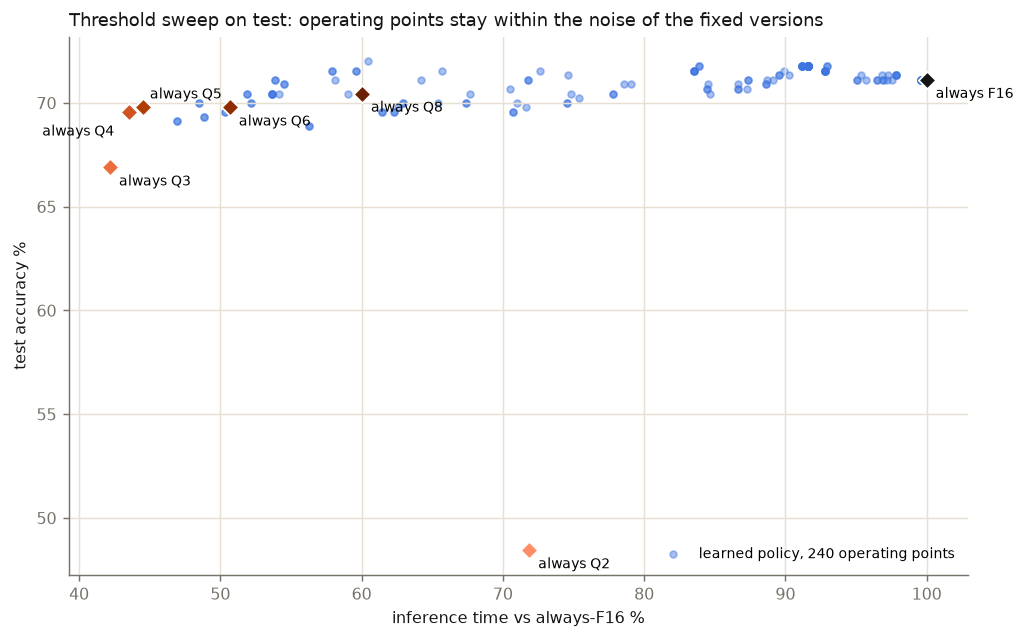 Threshold sweep on test: operating points stay within the noise of the fixed versions
test accuracy %
70
65
60
55
50
always Q5
always F16
always Q8
always Q6
always Q4
always Q3
always Q2
learned policy, 240 operating points
40
50
60
70
80
90
100
inference time vs always-F16 %